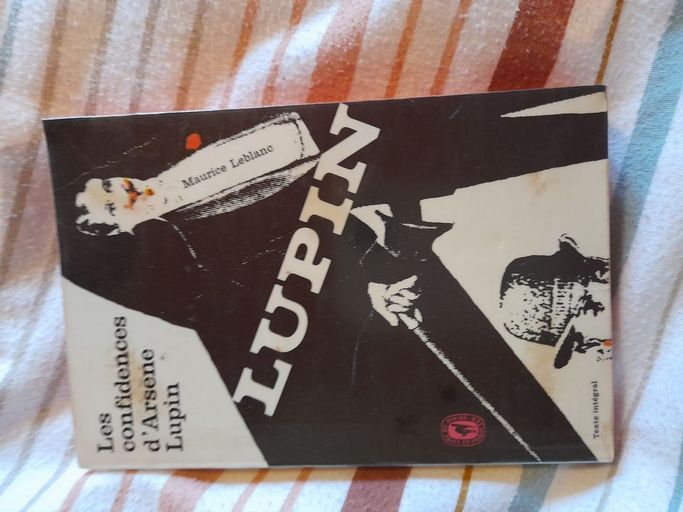 Les
confidences
d'Arsène
Lupin
Maurice Leblanc
LUPIN
Texte intégral